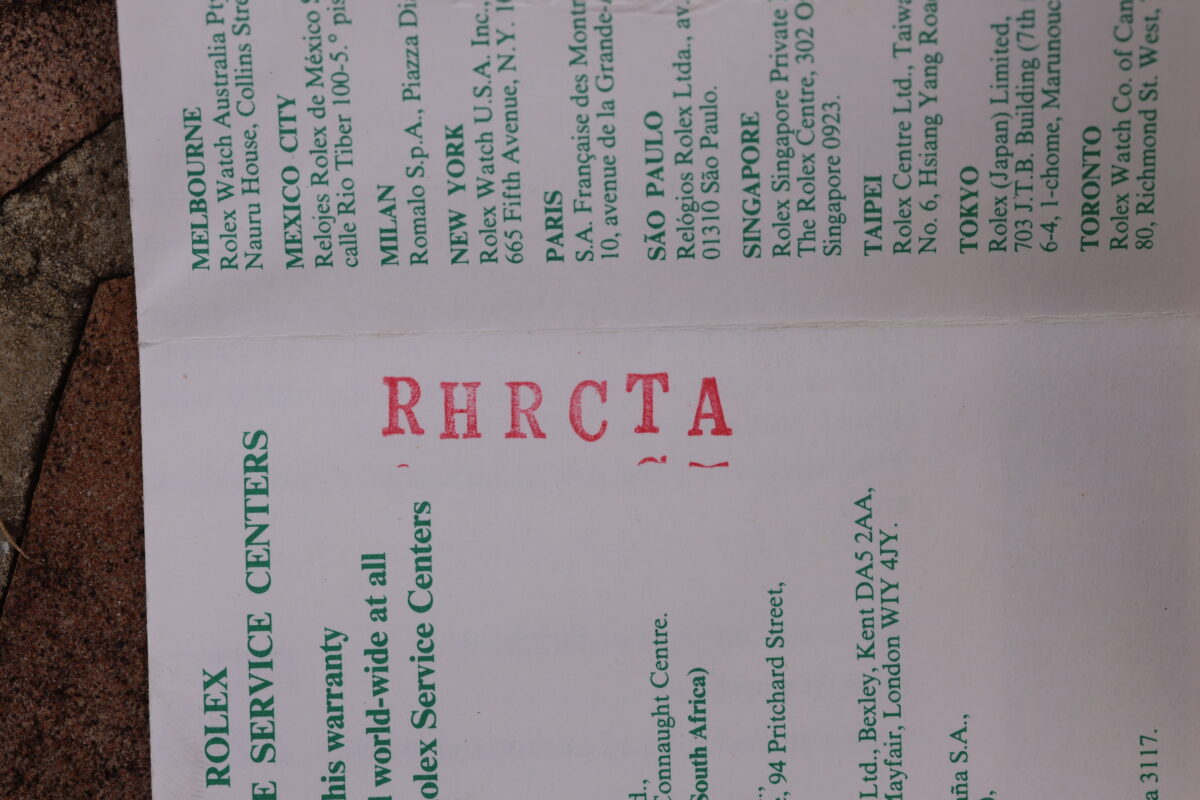 RHRCTA
MELBOURNE
Rolex Watch Australia Pty
Nauru House, Collins Stre
MEXICO CITY
Relojes Rolex de México S
calle Rio Tiber 100-5.° pis
MILAN
Romalo S.p.A., Piazza Dia
NEW YORK
Rolex Watch U.S.A. Inc.,
665 Fifth Avenue, N.Y. 10
PARIS
S.A. Française des Montr
10, avenue de la Grande-A
SÃO PAULO
Relógios Rolex Ltda., av.
01310 São Paulo.
SINGAPORE
Rolex Singapore Private
The Rolex Centre, 302 O
Singapore 0923.
TAIPEI
Rolex Centre Ltd., Taiwa
No. 6, Hsiang Yang Road
TOKYO
Rolex (Japan) Limited,
703 J.T.B. Building (7th
6-4, 1-chome, Marunouc
TORONTO
Rolex Watch Co. of Can
80, Richmond St. West,
ROLEX
E SERVICE CENTERS
his warranty
world-wide at all
olex Service Centers
d.,
Connaught Centre.
South Africa)
, 94 Pritchard Street,
Ltd., Bexley, Kent DA5 2AA,
Mayfair, London WIY 4JY.
ña S.A.,
a 3117.